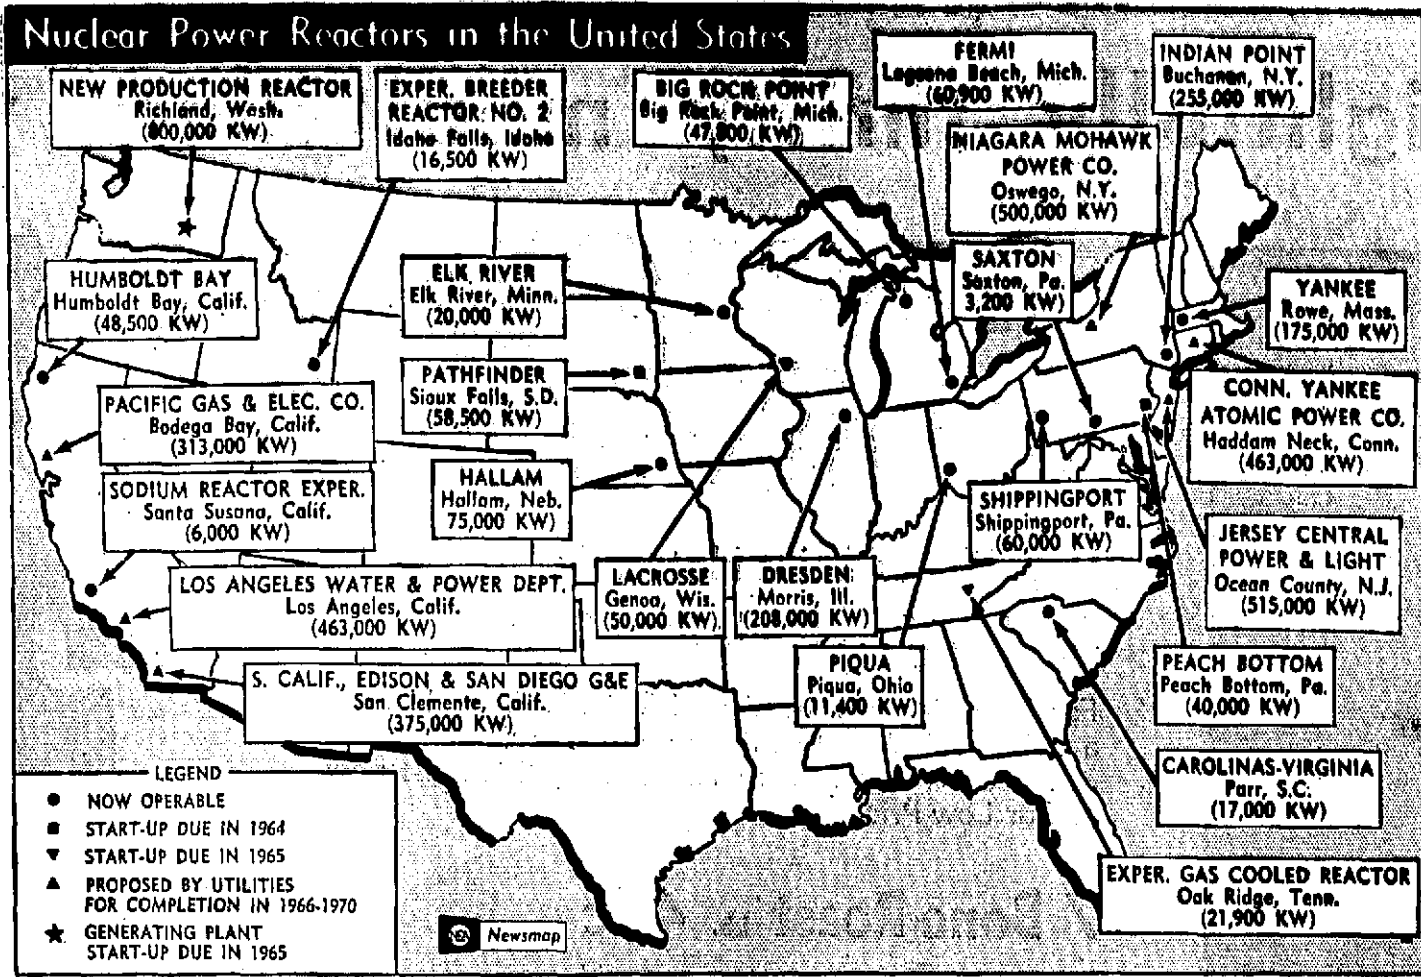 Nuclear Power Reactors in the United States
NEW PRODUCTION REACTOR
Richland, Wash.
(800,000 KW)
EXPER. BREEDER
REACTOR NO. 2
Idaho Falls, Idaho
(16,500 KW)
BIG ROCK POINT
Big Rock Point, Mich.
(47,800 KW)
FERMI
Lagoona Beach, Mich.
(60,900 KW)
INDIAN POINT
Buchanan, N.Y.
(255,000 KW)
NIAGARA MOHAWK
POWER CO.
Oswego, N.Y.
(500,000 KW)
HUMBOLDT BAY
Humboldt Bay, Calif.
(48,500 KW)
ELK RIVER
Elk River, Minn.
(20,000 KW)
SAXTON
Saxton, Pa.
3,200 KW)
YANKEE
Rowe, Mass.
(175,000 KW)
PACIFIC GAS & ELEC. CO.
Bodega Bay, Calif.
(313,000 KW)
PATHFINDER
Sioux Falls, S.D.
(58,500 KW)
CONN. YANKEE
ATOMIC POWER CO.
Haddam Neck, Conn.
(463,000 KW)
SODIUM REACTOR EXPER.
Santa Susana, Calif.
(6,000 KW)
HALLAM
Hallam, Neb.
75,000 KW)
SHIPPINGPORT
Shippingport, Pa.
(60,000 KW)
JERSEY CENTRAL
POWER & LIGHT
Ocean County, N.J.
(515,000 KW)
LOS ANGELES WATER & POWER DEPT.
Los Angeles, Calif.
(463,000 KW)
LACROSSE
Genoa, Wis.
(50,000 KW)
DRESDEN
Morris, Ill.
(208,000 KW)
S. CALIF., EDISON & SAN DIEGO G&E
San Clemente, Calif.
(375,000 KW)
PIQUA
Piqua, Ohio
(11,400 KW)
PEACH BOTTOM
Peach Bottom, Pa.
(40,000 KW)
CAROLINAS-VIRGINIA
Parr, S.C.
(17,000 KW)
EXPER. GAS COOLED REACTOR
Oak Ridge, Tenn.
(21,900 KW)
LEGEND
NOW OPERABLE
START-UP DUE IN 1964
START-UP DUE IN 1965
PROPOSED BY UTILITIES
FOR COMPLETION IN 1966-1970
GENERATING PLANT
START-UP DUE IN 1965
Newsmap